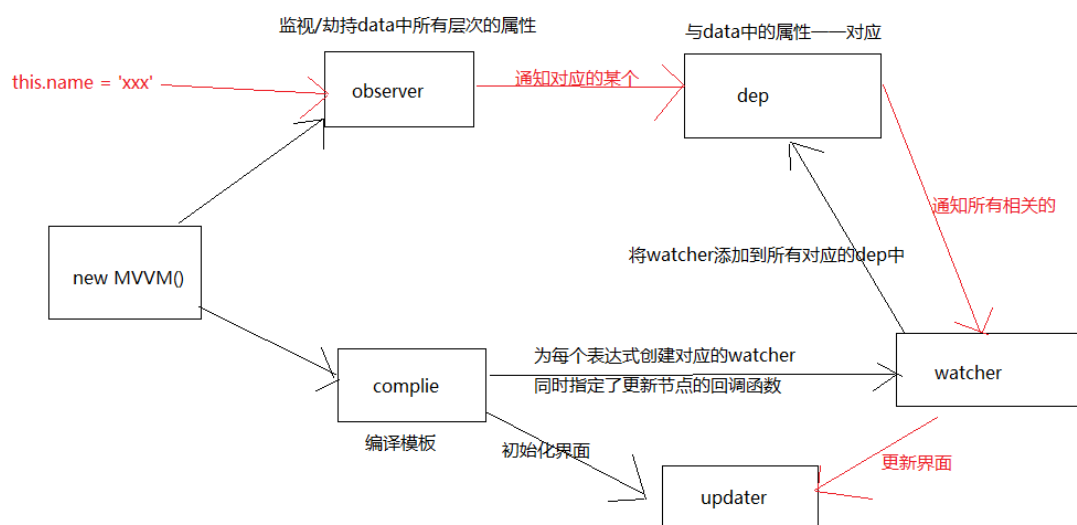 监视/劫持data中所有层次的属性
与data中的属性一一对应
this.name = 'xxx'
observer
通知对应的某个
dep
通知所有相关的
将watcher添加到所有对应的dep中
new MVVM()
为每个表达式创建对应的watcher
complie
watcher
同时指定了更新节点的回调函数
编译模板
初始化界面
更新界面
updater